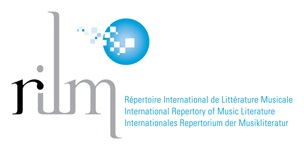 rilm
Répertoire International de Littérature Musicale
International Repertory of Music Literature
Internationales Repertorium der Musikliteratur